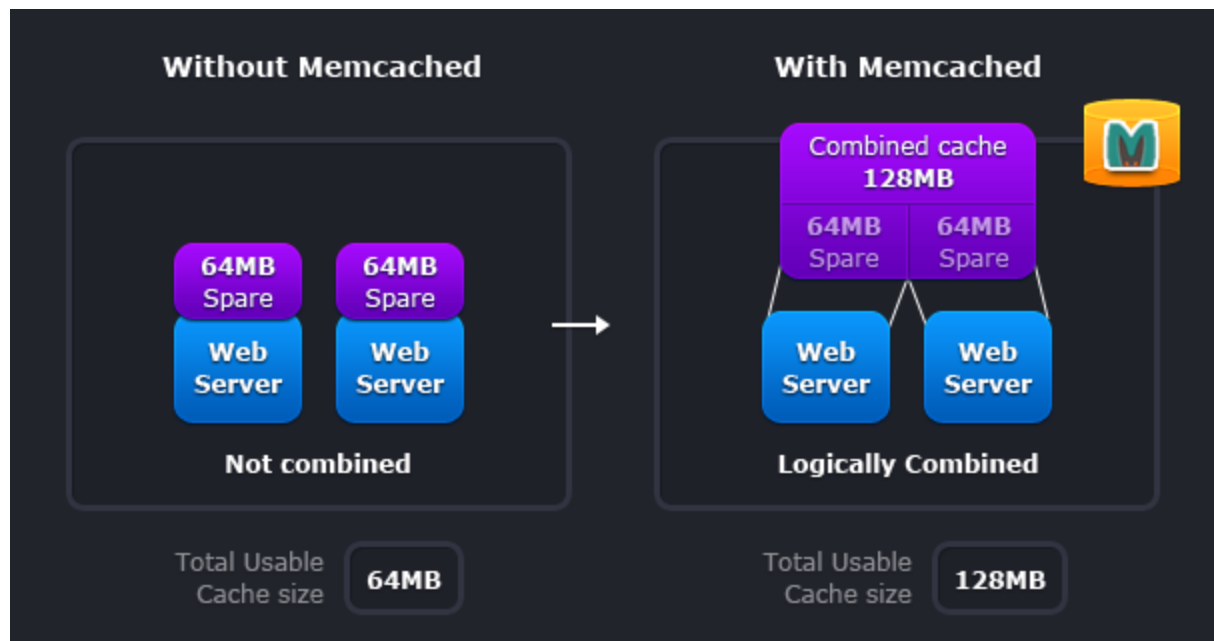 Without Memcached
64MB
Spare
64MB
Spare
Web
Server
Web
Server
Not combined
Total Usable
Cache size
64MB
With Memcached
Combined cache
128MB
64MB
Spare
64MB
Spare
Web
Server
Web
Server
Logically Combined
Total Usable
Cache size
128MB